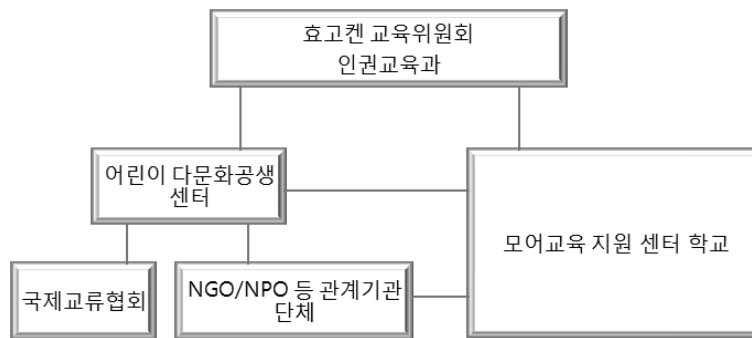 효고켄 교육위원회
인권교육과
어린이 다문화공생
센터
모어교육 지원 센터 학교
국제교류협회
NGO/NPO 등 관계기관
단체